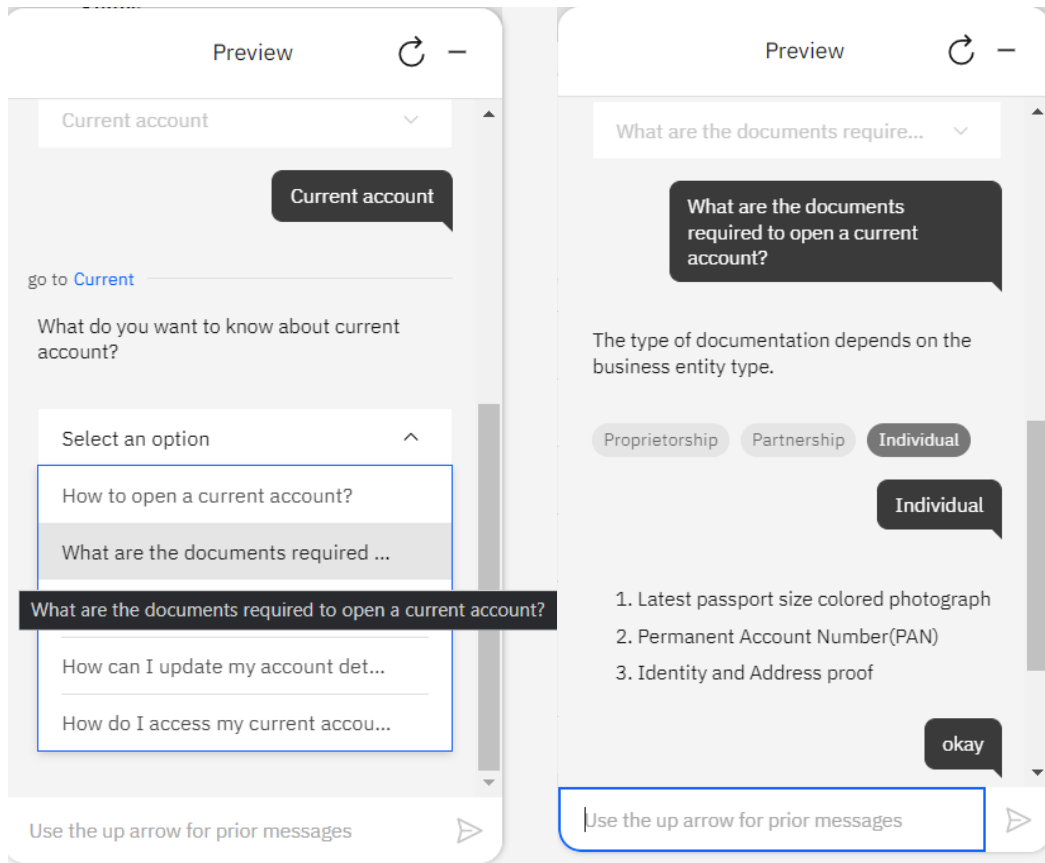 Preview
Current account
Current account
go to Current
What do you want to know about current
account?
Select an option
How to open a current account?
What are the documents required ...
What are the documents required to open a current account?
How can I update my account det...
How do I access my current accou...
Use the up arrow for prior messages
Preview
What are the documents require...
What are the documents
required to open a current
account?
The type of documentation depends on the
business entity type.
Proprietorship Partnership Individual
Individual
1. Latest passport size colored photograph
2. Permanent Account Number(PAN)
3. Identity and Address proof
okay
Use the up arrow for prior messages